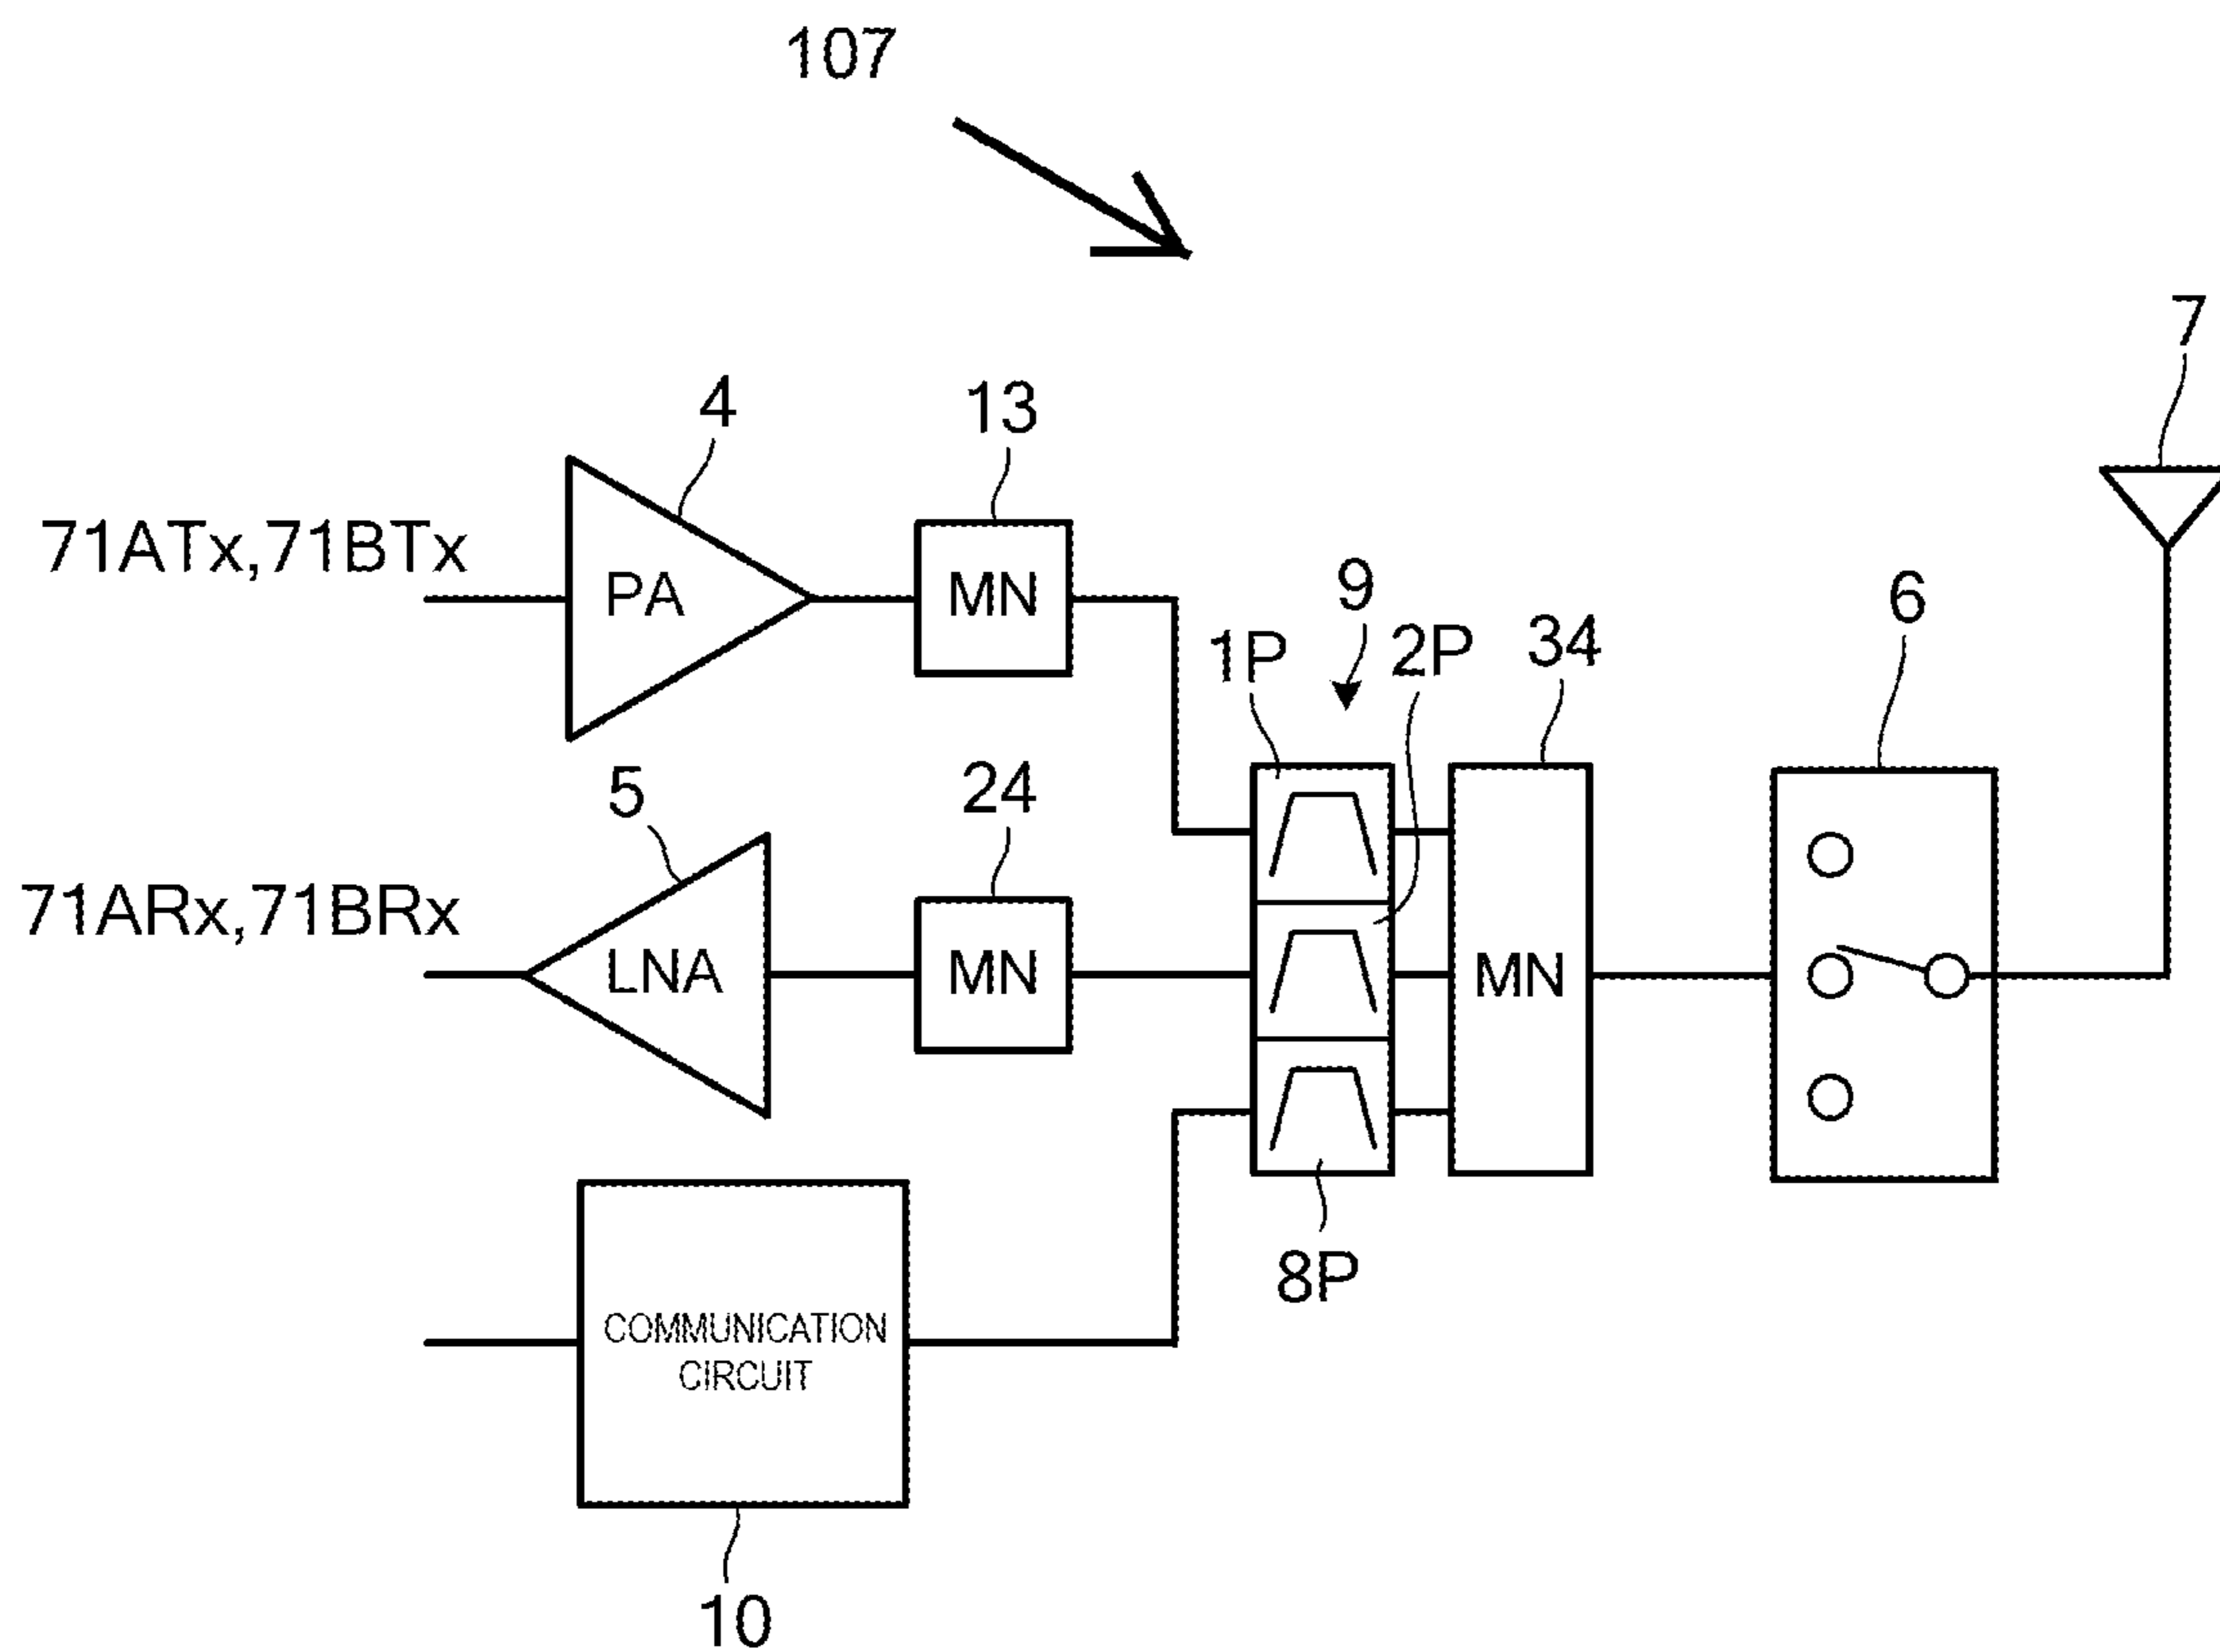 107
7
4
13
71ATx,71BTx
PA
MN
9
6
1P
2P
34
5
24
71ARx,71BRx
LNA
MN
MN
8P
COMMUNICATION
CIRCUIT
10